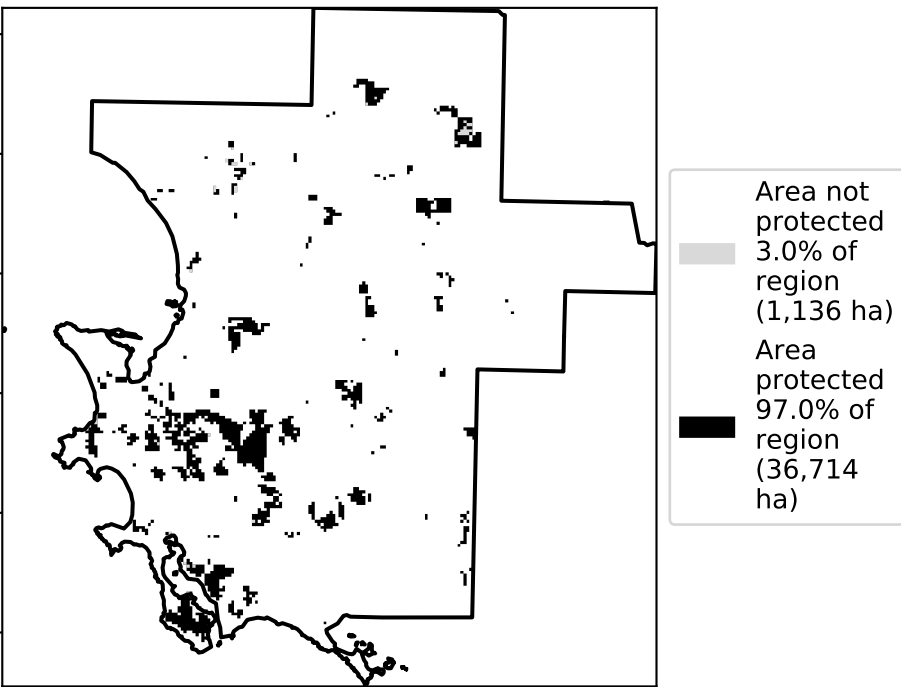 Area not
protected
3.0% of
region
(1,136 ha)
Area
protected
97.0% of
region
(36,714
ha)